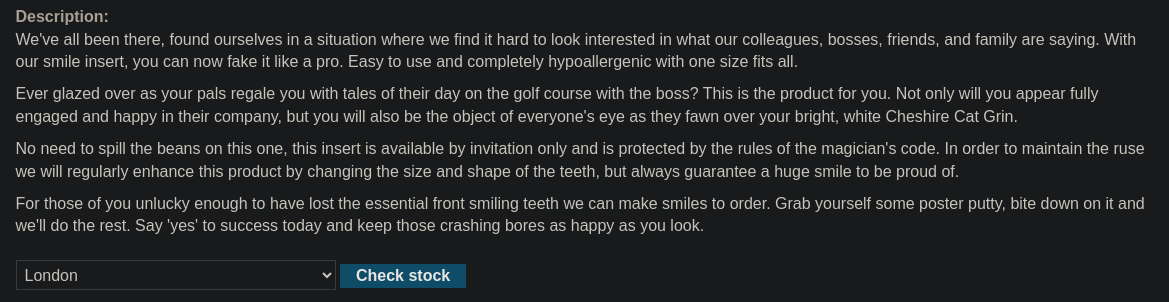 Description:
We've all been there, found ourselves in a situation where we find it hard to look interested in what our colleagues, bosses, friends, and family are saying. With
our smile insert, you can now fake it like a pro. Easy to use and completely hypoallergenic with one size fits all.
Ever glazed over as your pals regale you with tales of their day on the golf course with the boss? This is the product for you. Not only will you appear fully
engaged and happy in their company, but you will also be the object of everyone's eye as they fawn over your bright, white Cheshire Cat Grin.
No need to spill the beans on this one, this insert is available by invitation only and is protected by the rules of the magician's code. In order to maintain the ruse
we will regularly enhance this product by changing the size and shape of the teeth, but always guarantee a huge smile to be proud of.
For those of you unlucky enough to have lost the essential front smiling teeth we can make smiles to order. Grab yourself some poster putty, bite down on it and
we'll do the rest. Say 'yes' to success today and keep those crashing bores as happy as you look.
London Check stock